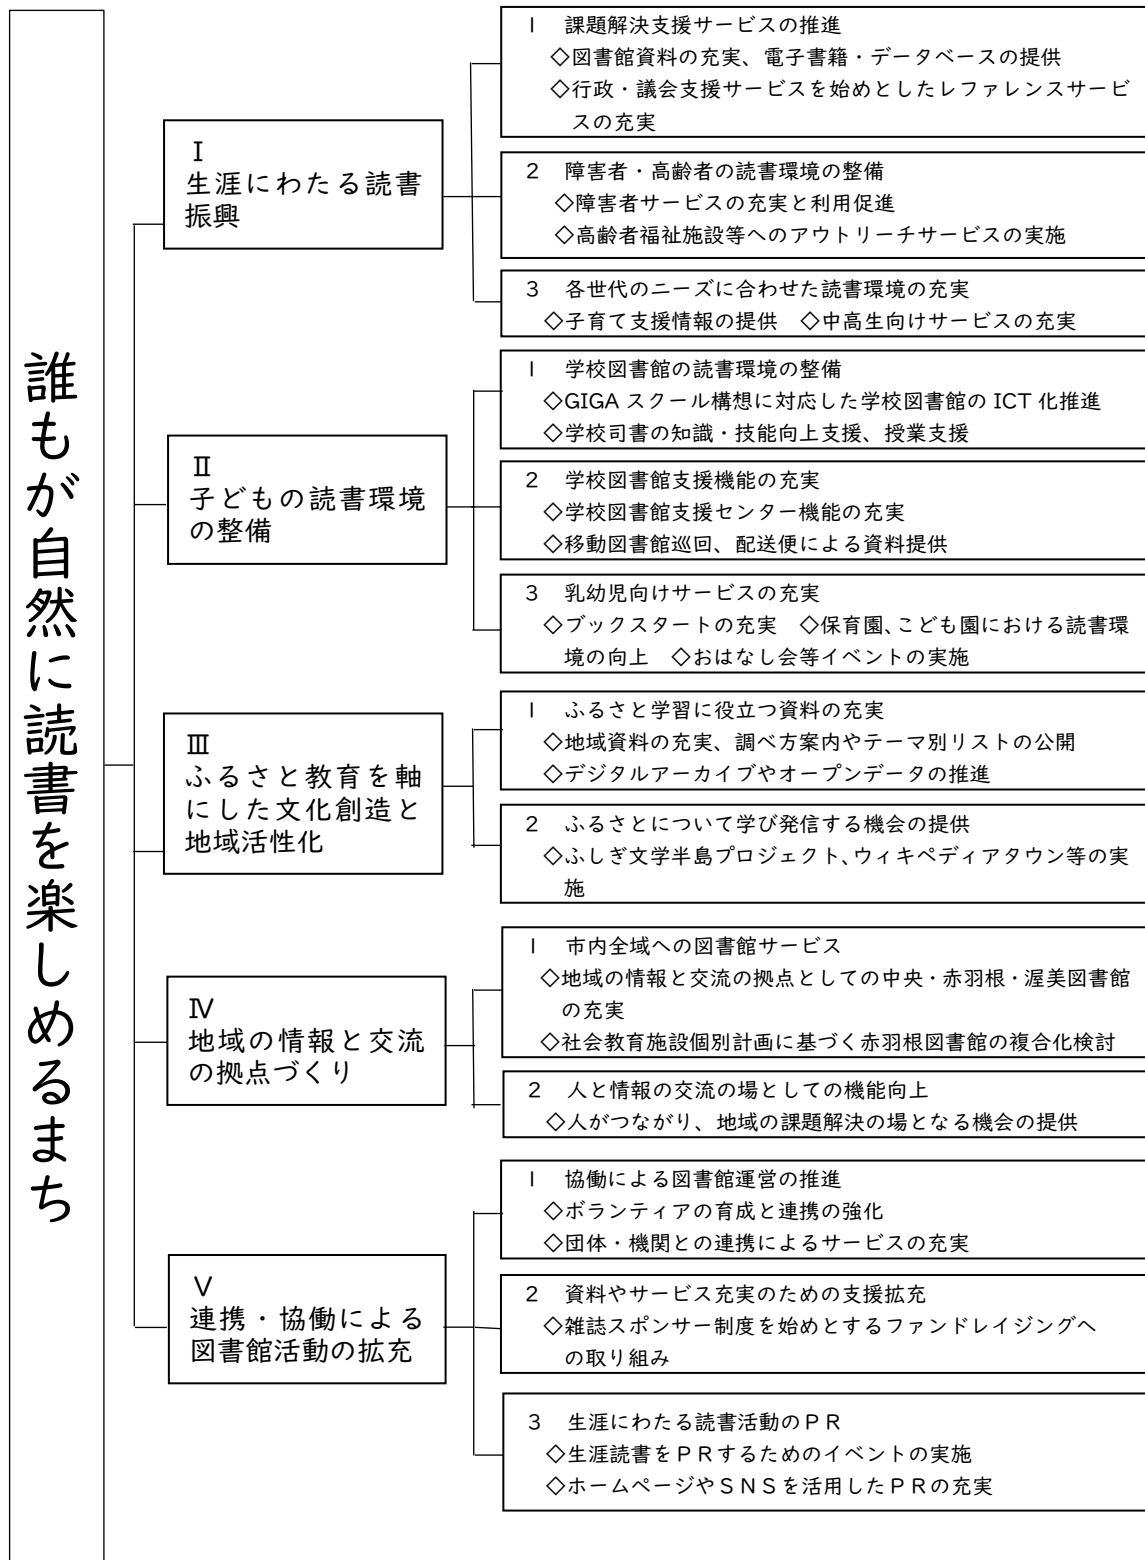 誰もが自然に読書を楽しめるまち
Ⅰ
生涯にわたる読書
振興
1 課題解決支援サービスの推進
◇図書館資料の充実、電子書籍・データベースの提供
◇行政・議会支援サービスを始めとしたレファレンスサービ
スの充実
2 障害者・高齢者の読書環境の整備
◇障害者サービスの充実と利用促進
◇高齢者福祉施設等へのアウトリーチサービスの実施
3 各世代のニーズに合わせた読書環境の充実
◇子育て支援情報の提供 ◇中高生向けサービスの充実
Ⅱ
子どもの読書環境
の整備
1 学校図書館の読書環境の整備
◇GIGA スクール構想に対応した学校図書館の ICT 化推進
◇学校司書の知識・技能向上支援、授業支援
2 学校図書館支援機能の充実
◇学校図書館支援センター機能の充実
◇移動図書館巡回、配送便による資料提供
3 乳幼児向けサービスの充実
◇ブックスタートの充実 ◇保育園、こども園における読書環
境の向上 ◇おはなし会等イベントの実施
Ⅲ
ふるさと教育を軸
にした文化創造と
地域活性化
1 ふるさと学習に役立つ資料の充実
◇地域資料の充実、調べ方案内やテーマ別リストの公開
◇デジタルアーカイブやオープンデータの推進
2 ふるさとについて学び発信する機会の提供
◇ふしぎ文学半島プロジェクト、ウィキペディアタウン等の実
施
Ⅳ
地域の情報と交流
の拠点づくり
1 市内全域への図書館サービス
◇地域の情報と交流の拠点としての中央・赤羽根・渥美図書館
の充実
◇社会教育施設個別計画に基づく赤羽根図書館の複合化検討
2 人と情報の交流の場としての機能向上
◇人がつながり、地域の課題解決の場となる機会の提供
Ⅴ
連携・協働による
図書館活動の拡充
1 協働による図書館運営の推進
◇ボランティアの育成と連携の強化
◇団体・機関との連携によるサービスの充実
2 資料やサービス充実のための支援拡充
◇雑誌スポンサー制度を始めとするファンドレイジングへ
の取り組み
3 生涯にわたる読書活動のPR
◇生涯読書をPRするためのイベントの実施
◇ホームページやSNSを活用したPRの充実